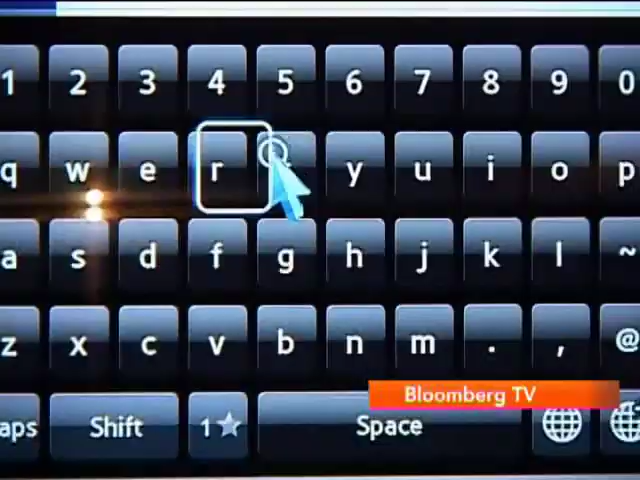 1 2 3 4 5 6 7 8 9 0
q w e r y u i o p
a s d f g h j k l ~
z x c v b n m . , @
Bloomberg TV
aps Shift 1★ Space